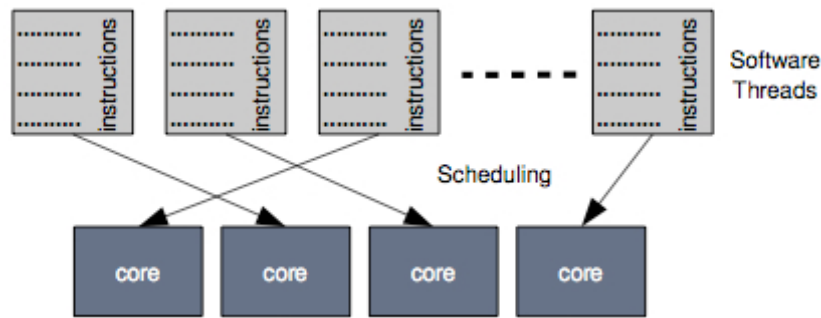 instructions
instructions
instructions
instructions
Software
Threads
Scheduling
core
core
core
core